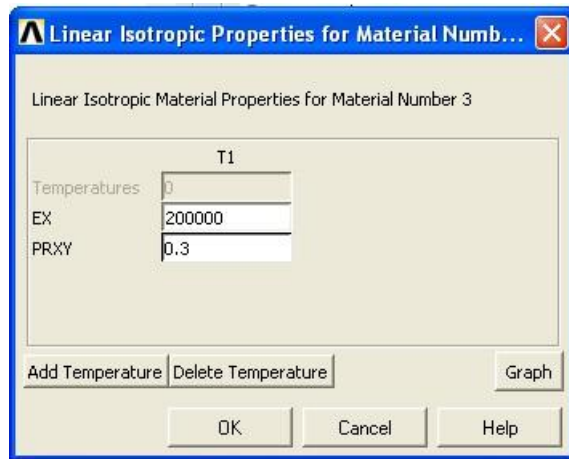 Linear Isotropic Properties for Material Numb...
Linear Isotropic Material Properties for Material Number 3
T1
Temperatures 0
EX 200000
PRXY 0.3
Add Temperature Delete Temperature Graph
OK Cancel Help